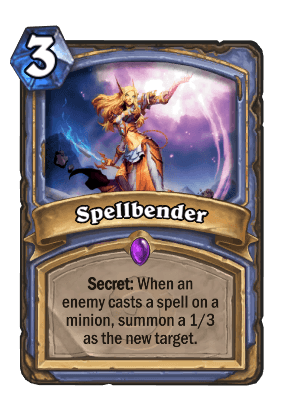 3
Spellbender
Secret: When an
enemy casts a spell on a
minion, summon a 1/3
as the new target.